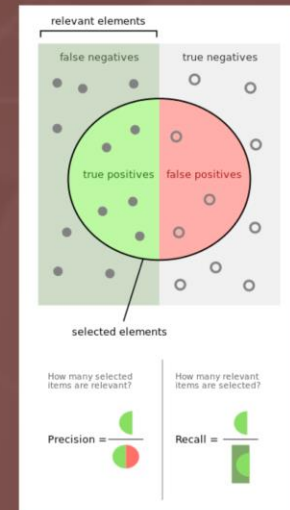 relevant elements
false negatives
true negatives
true positives
false positives
selected elements
How many selected
items are relevant?
How many relevant
items are selected?
Precision =
Recall =